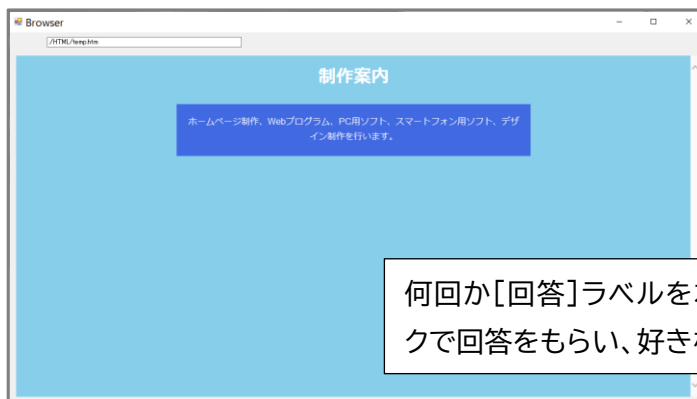 Browser
/HTML/temp.htm
制作案内
ホームページ制作、Webプログラム、PC用ソフト、スマートフォン用ソフト、デザ
イン制作を行います。
何回か[回答]ラベルを
クで回答をもらい、好き